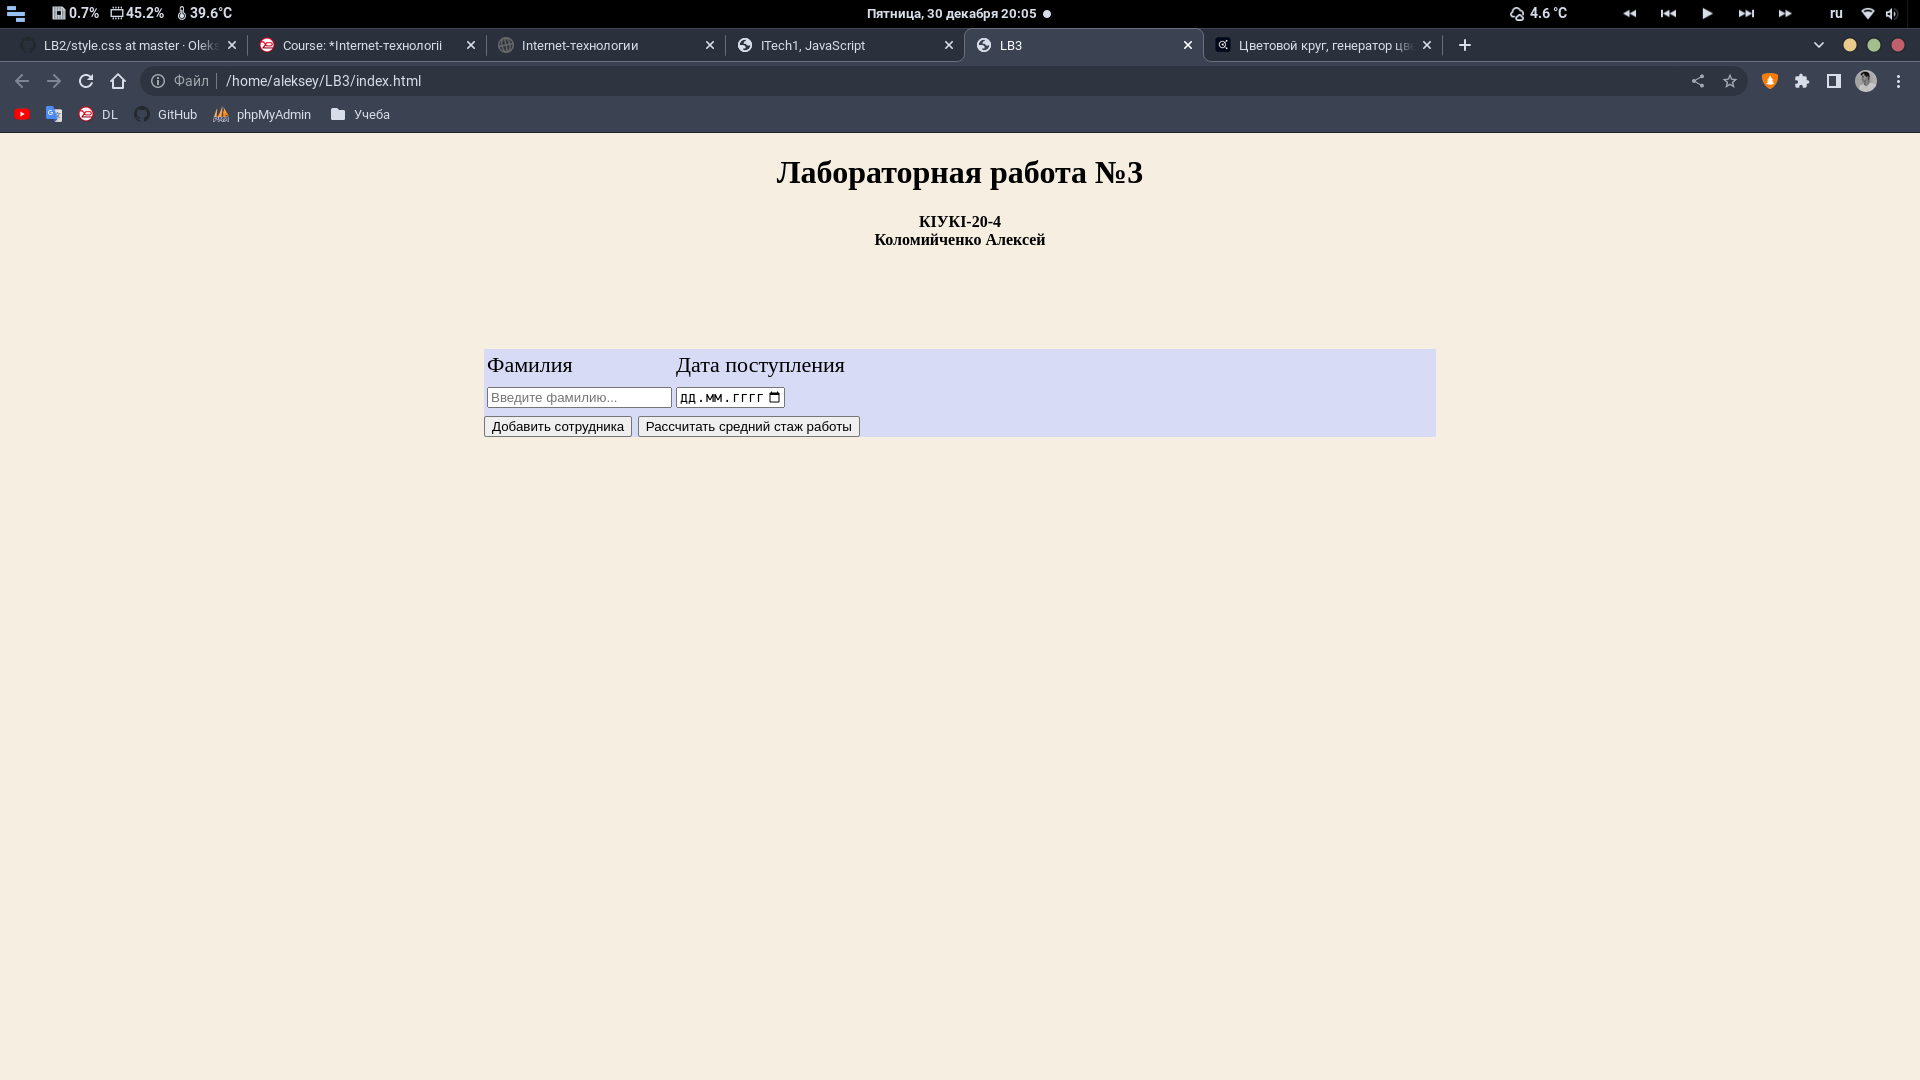 0.7% 45.2% 39.6°C Пятница, 30 декабря 20:05 4.6 °C ru
LB2/style.css at master · Oleks Course: *Internet-технологіі Internet-технологии ITech1, JavaScript LB3 Цветовой круг, генератор цв
Файл /home/aleksey/LB3/index.html
DL GitHub phpMyAdmin Учеба
Лабораторная работа №3
КІУКІ-20-4
Коломийченко Алексей
Фамилия Дата поступления
Введите фамилию... дд.мм.гггг
Добавить сотрудника Рассчитать средний стаж работы